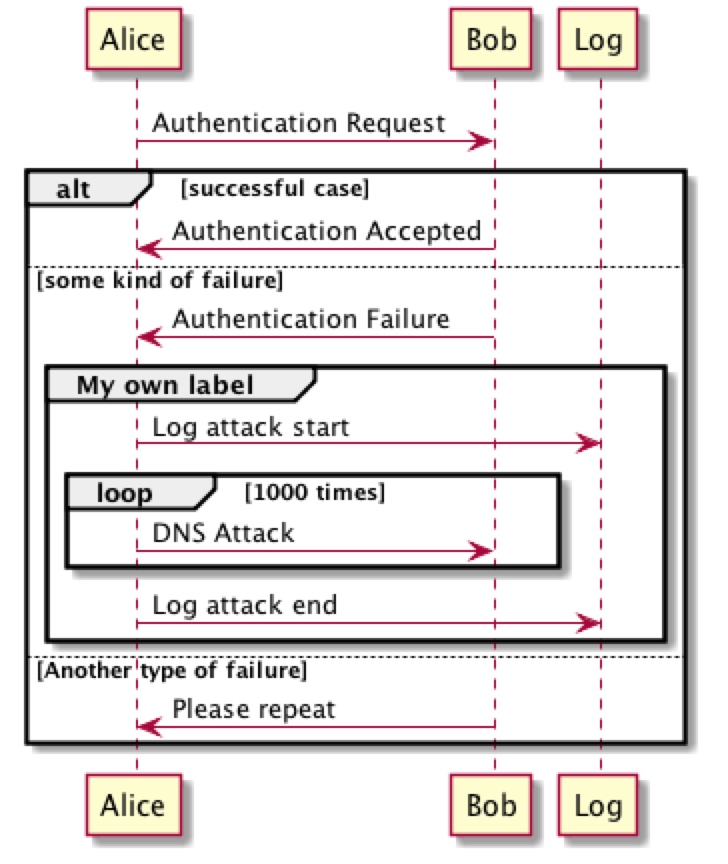 Alice Bob Log
Authentication Request
alt [successful case]
Authentication Accepted
[some kind of failure]
Authentication Failure
My own label
Log attack start
loop [1000 times]
DNS Attack
Log attack end
[Another type of failure]
Please repeat
Alice Bob Log